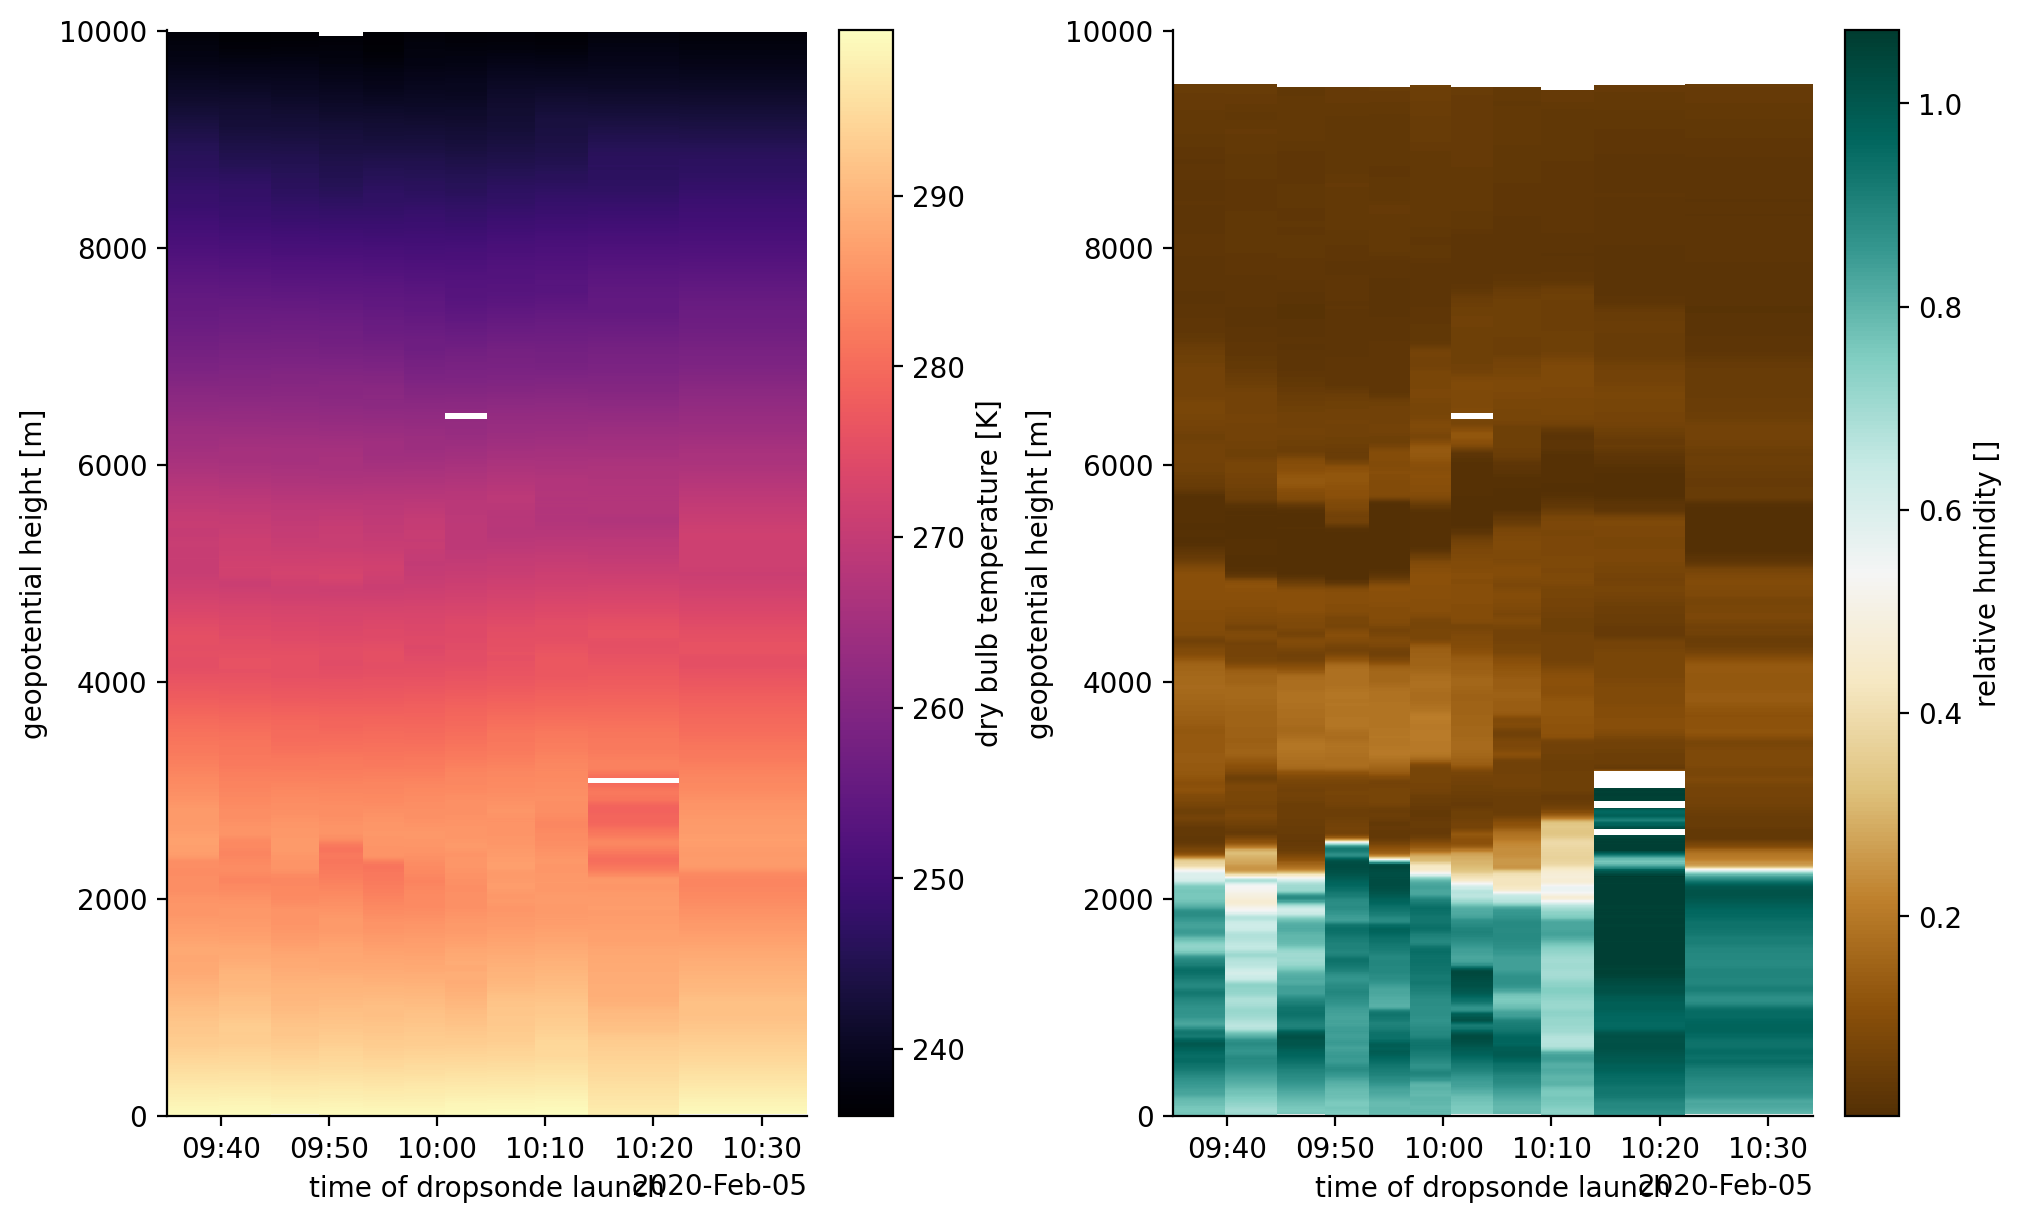 10000
8000
6000
4000
2000
0
geopotential height [m]
09:40 09:50 10:00 10:10 10:20 10:30
time of dropsonde launch
2020-Feb-05
290
280
270
260
250
240
dry bulb temperature [K]
10000
8000
6000
4000
2000
0
geopotential height [m]
09:40 09:50 10:00 10:10 10:20 10:30
time of dropsonde launch
2020-Feb-05
1.0
0.8
0.6
0.4
0.2
relative humidity []